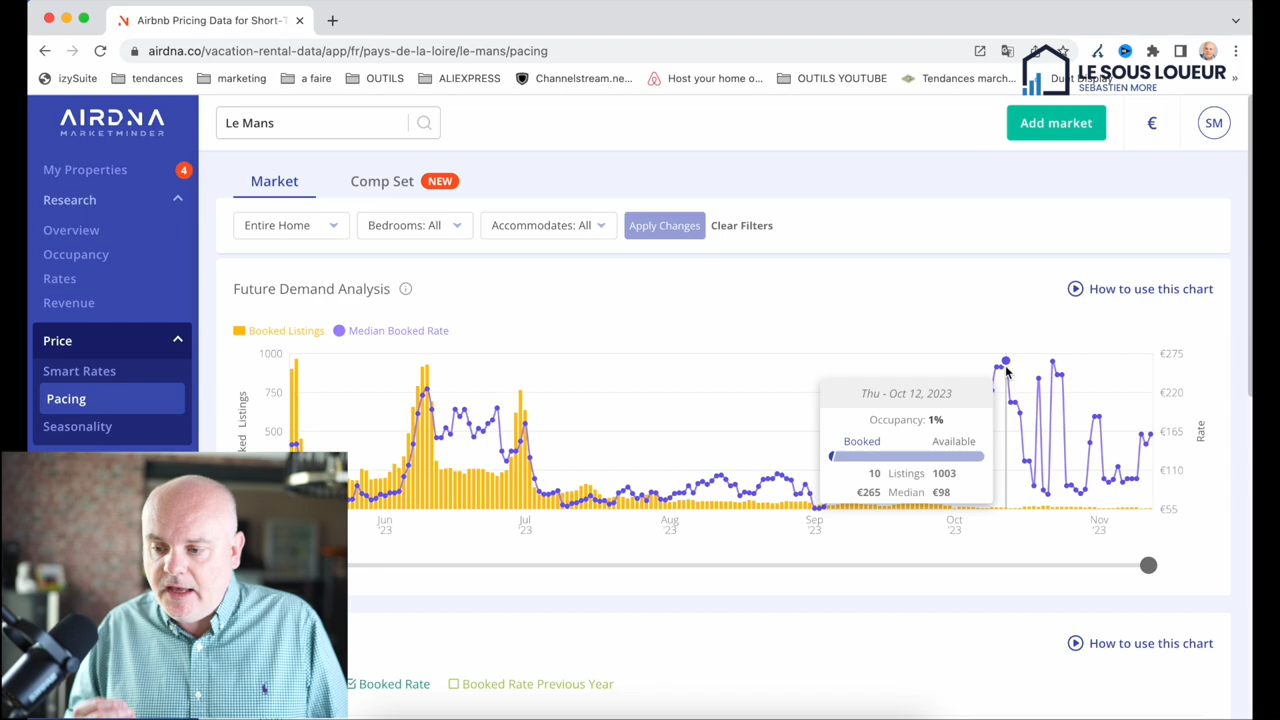 Airbnb Pricing Data for Short-T
airdna.co/vacation-rental-data/app/fr/pays-de-la-loire/le-mans/pacing
izySuite
tendances
marketing
a faire
OUTILS
ALIEXPRESS
Channelstream.ne...
Host your home o...
OUTILS YOUTUBE
Tendances march...
LE SOUS LOUEUR
SEBASTIEN MORE
AIRDNA
MARKETMINDER
Le Mans
Add market
€
SM
My Properties
4
Research
Overview
Occupancy
Rates
Revenue
Price
Smart Rates
Pacing
Seasonality
Market
Comp Set NEW
Entire Home
Bedrooms: All
Accommodates: All
Apply Changes
Clear Filters
Future Demand Analysis
How to use this chart
Booked Listings
Median Booked Rate
1000
750
500
Listings
€275
€220
€165
€110
€55
Rate
Thu - Oct 12, 2023
Occupancy: 1%
Booked
Available
10 Listings 1003
€265 Median €98
Jun '23
Jul '23
Aug '23
Sep '23
Oct '23
Nov '23
How to use this chart
Booked Rate
Booked Rate Previous Year